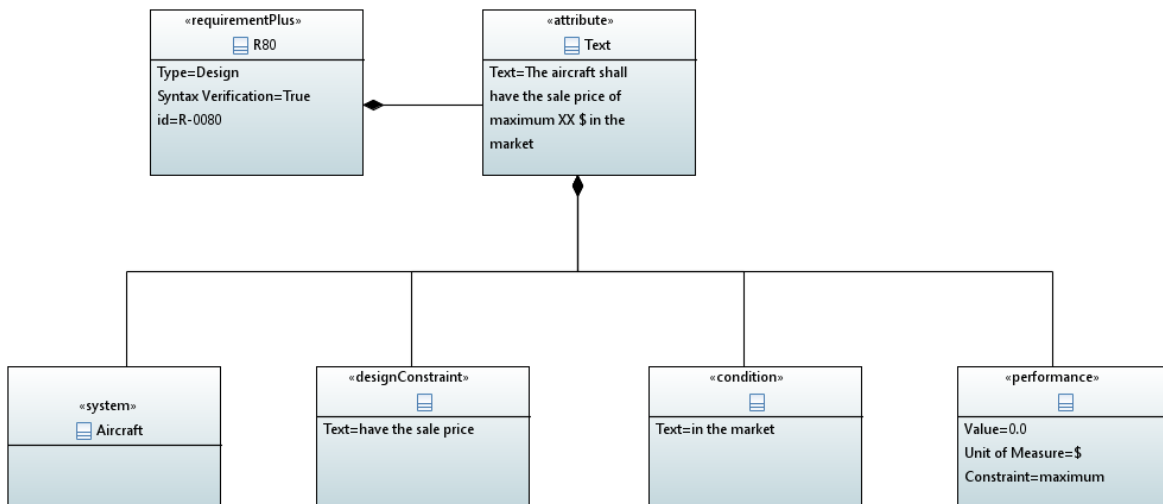 «requirementPlus»
R80
Type=Design
Syntax Verification=True
id=R-0080
«attribute»
Text
Text=The aircraft shall
have the sale price of
maximum XX $ in the
market
«system»
Aircraft
«designConstraint»
Text=have the sale price
«condition»
Text=in the market
«performance»
Value=0.0
Unit of Measure=$
Constraint=maximum